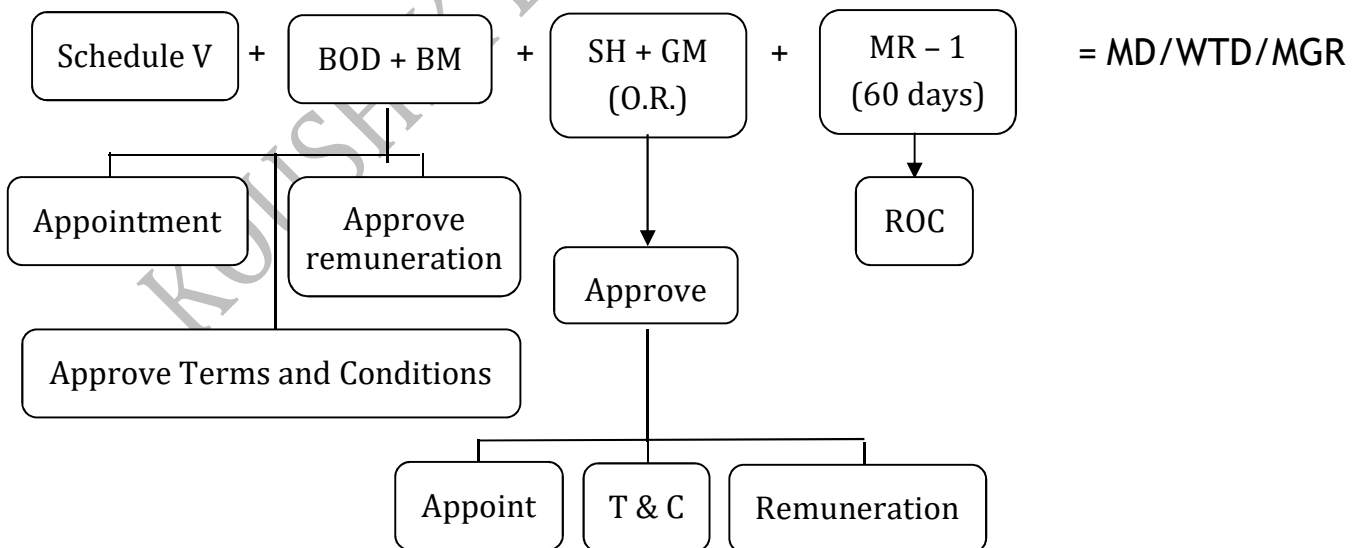 Schedule V + BOD + BM + SH + GM (O.R.) + MR – 1 (60 days) = MD/WTD/MGR
Appointment
Approve remuneration
ROC
Approve
Approve Terms and Conditions
Appoint
T & C
Remuneration